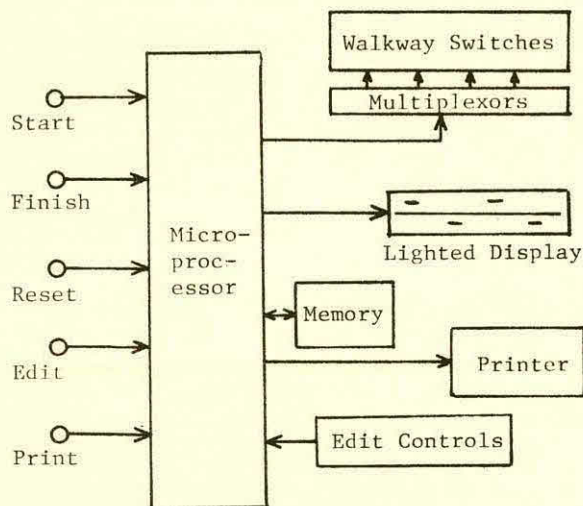 Walkway Switches
Multiplexors
Start
Finish
Micro-
proc-
essor
Lighted Display
Reset
Memory
Edit
Printer
Print
Edit Controls